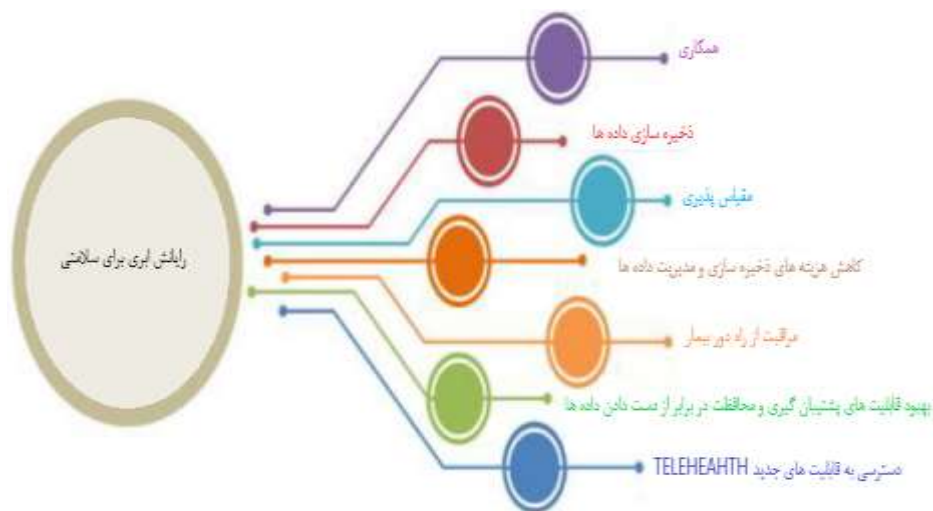 همکاری
ذخیره سازی داده ها
مقیاس پذیری
رایانش ابری برای سلامتی
کاهش هزینه های ذخیره سازی و مدیریت داده ها
مراقبت از راه دور بیمار
بهبود قابلیت های پشتیبان گیری و محافظت در برابر از دست دادن داده ها
دسترسی به قابلیت های جدید TELEHEAHTH